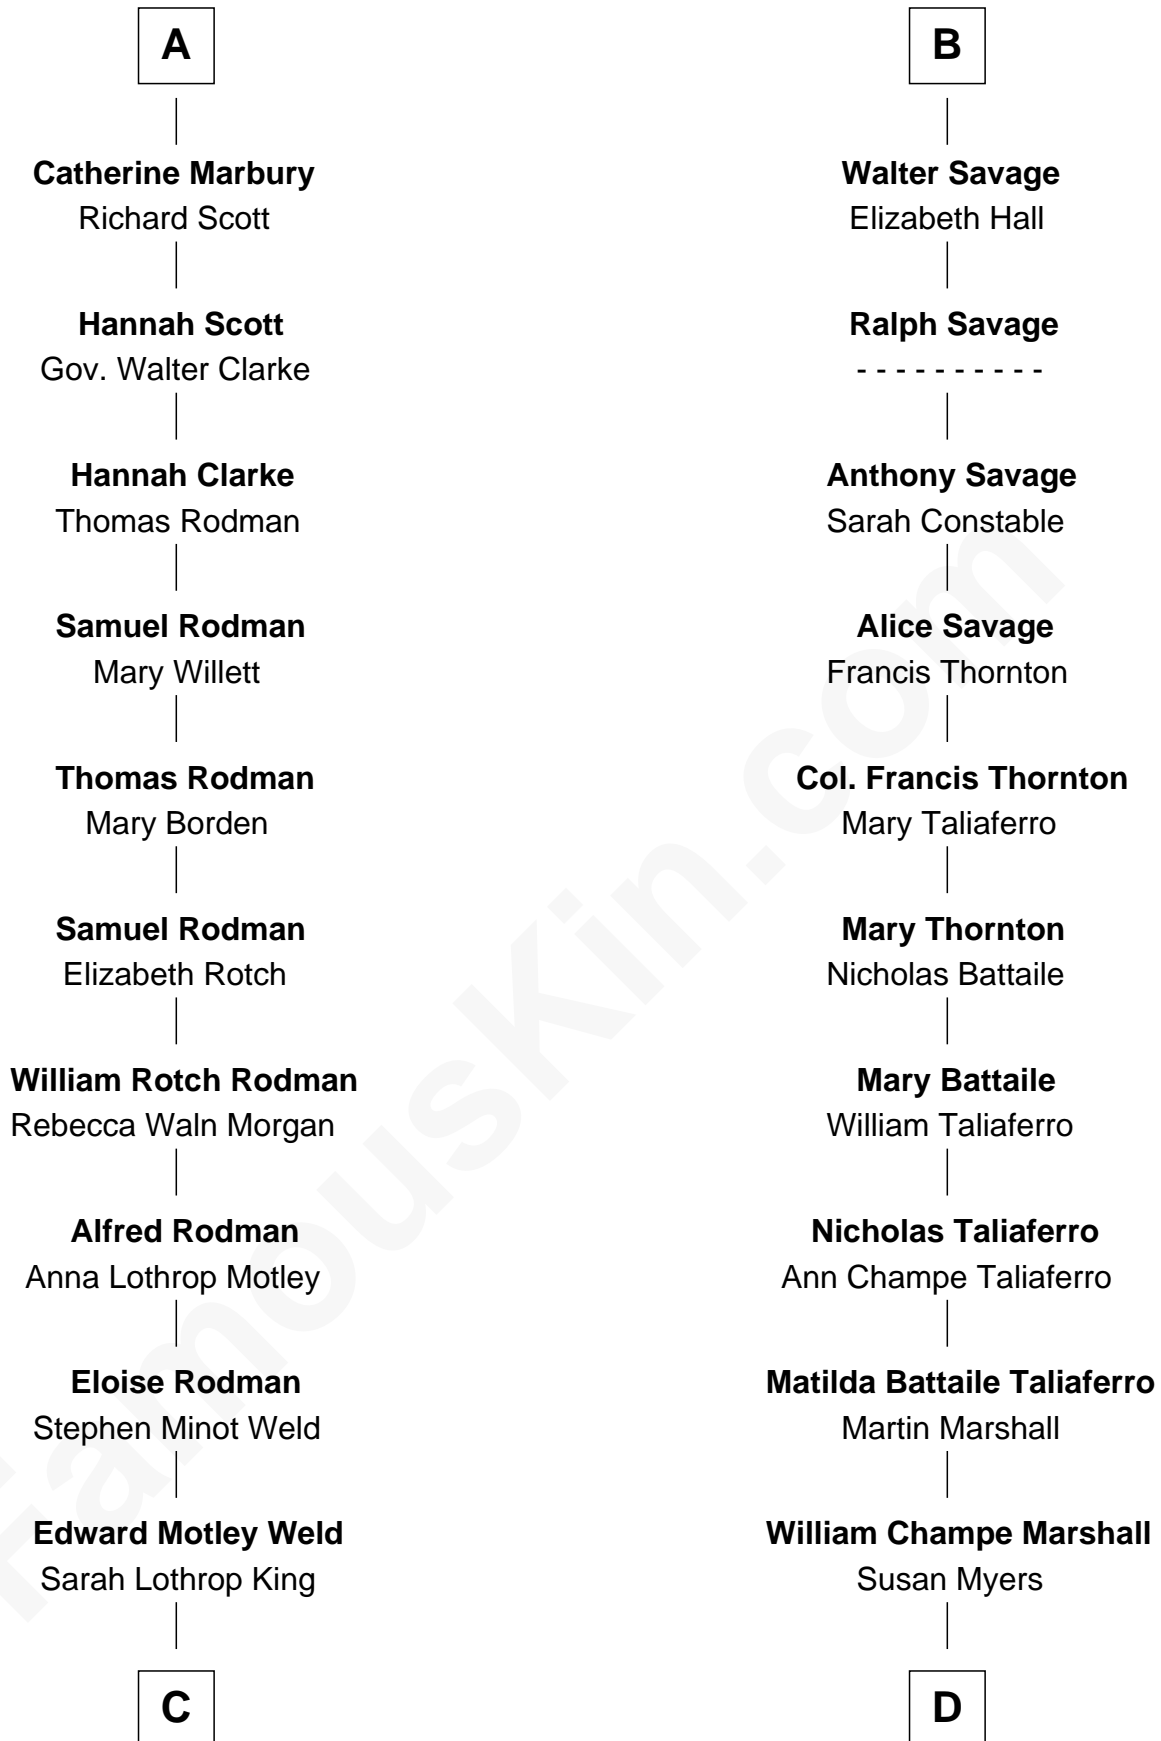 A
Catherine Marbury
Richard Scott
Hannah Scott
Gov. Walter Clarke
Hannah Clarke
Thomas Rodman
Samuel Rodman
Mary Willett
Thomas Rodman
Mary Borden
Samuel Rodman
Elizabeth Rotch
William Rotch Rodman
Rebecca Waln Morgan
Alfred Rodman
Anna Lothrop Motley
Eloise Rodman
Stephen Minot Weld
Edward Motley Weld
Sarah Lothrop King
C
B
Walter Savage
Elizabeth Hall
Ralph Savage
- - - - - - - - - -
Anthony Savage
Sarah Constable
Alice Savage
Francis Thornton
Col. Francis Thornton
Mary Taliaferro
Mary Thornton
Nicholas Battaile
Mary Battaile
William Taliaferro
Nicholas Taliaferro
Ann Champe Taliaferro
Matilda Battaile Taliaferro
Martin Marshall
William Champe Marshall
Susan Myers
D
FamousKin.com